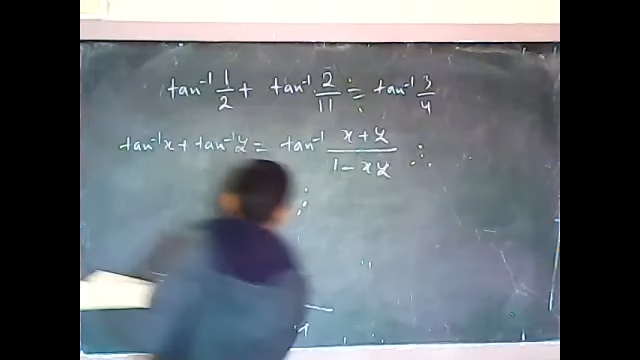 tan⁻¹ 1/2 + tan⁻¹ 2/11 = tan⁻¹ 3/4
tan⁻¹x + tan⁻¹y = tan⁻¹ x+y / 1-xy